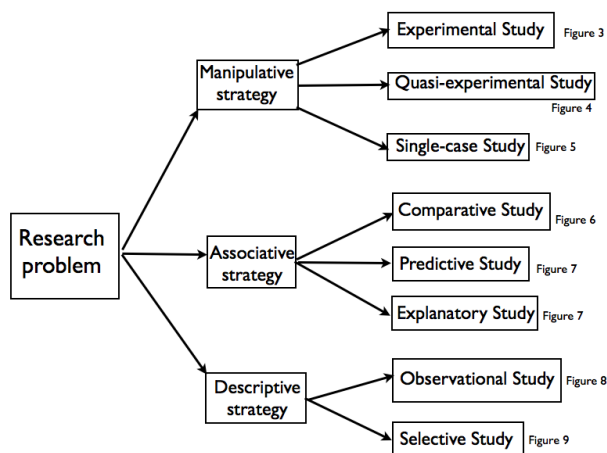 Research
problem
Manipulative
strategy
Experimental Study
Figure 3
Quasi-experimental Study
Figure 4
Single-case Study
Figure 5
Associative
strategy
Comparative Study
Figure 6
Predictive Study
Figure 7
Explanatory Study
Figure 7
Descriptive
strategy
Observational Study
Figure 8
Selective Study
Figure 9